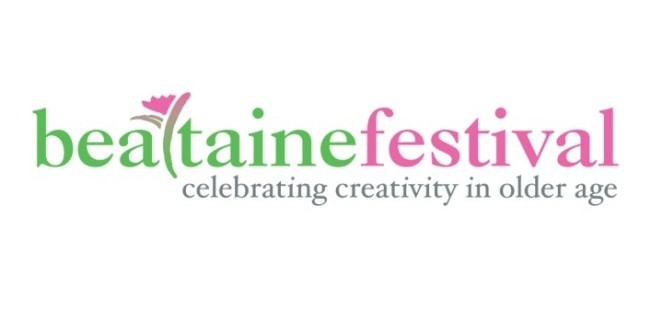 bealtainefestival
celebrating creativity in older age